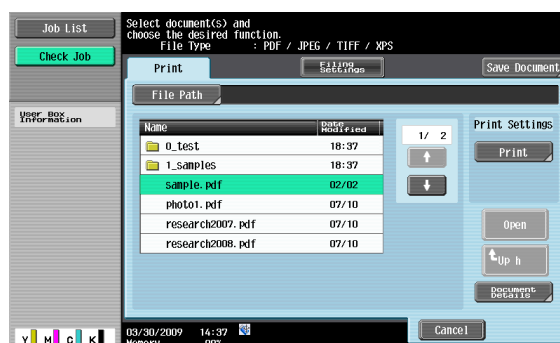 Job List
Check Job
User Box
Information
Select document(s) and
choose the desired function.
File Type : PDF / JPEG / TIFF / XPS
Print
Filing
Settings
Save Document
File Path
Name
Date
Modified
0_test 18:37
1_samples 18:37
sample.pdf 02/02
photo1.pdf 07/10
research2007.pdf 07/10
research2008.pdf 07/10
1/ 2
Print Settings
Print
Open
Up h
Document
Details
Y M C K
03/30/2009 14:37
Memory
Cancel